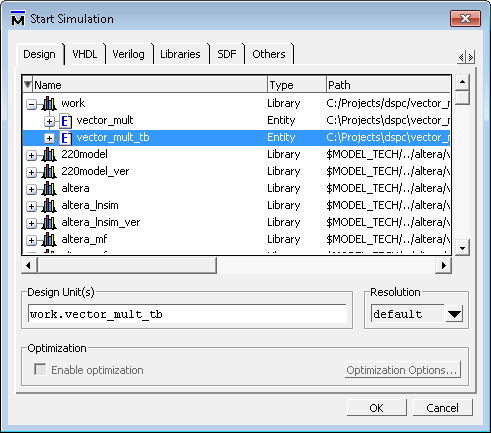 Start Simulation
Design VHDL Verilog Libraries SDF Others
Name Type Path
work Library C:/Projects/dspc/vector_
vector_mult Entity C:\Projects\dspc\vector_
vector_mult_tb Entity C:\Projects\dspc\vector_
220model Library $MODEL_TECH/../altera/
220model_ver Library $MODEL_TECH/../altera/
altera Library $MODEL_TECH/../altera/
altera_lnsim Library $MODEL_TECH/../altera/
altera_lnsim_ver Library $MODEL_TECH/../altera/
altera_mf Library $MODEL_TECH/../altera/
Design Unit(s) Resolution
work.vector_mult_tb default
Optimization
Enable optimization Optimization Options...
OK Cancel